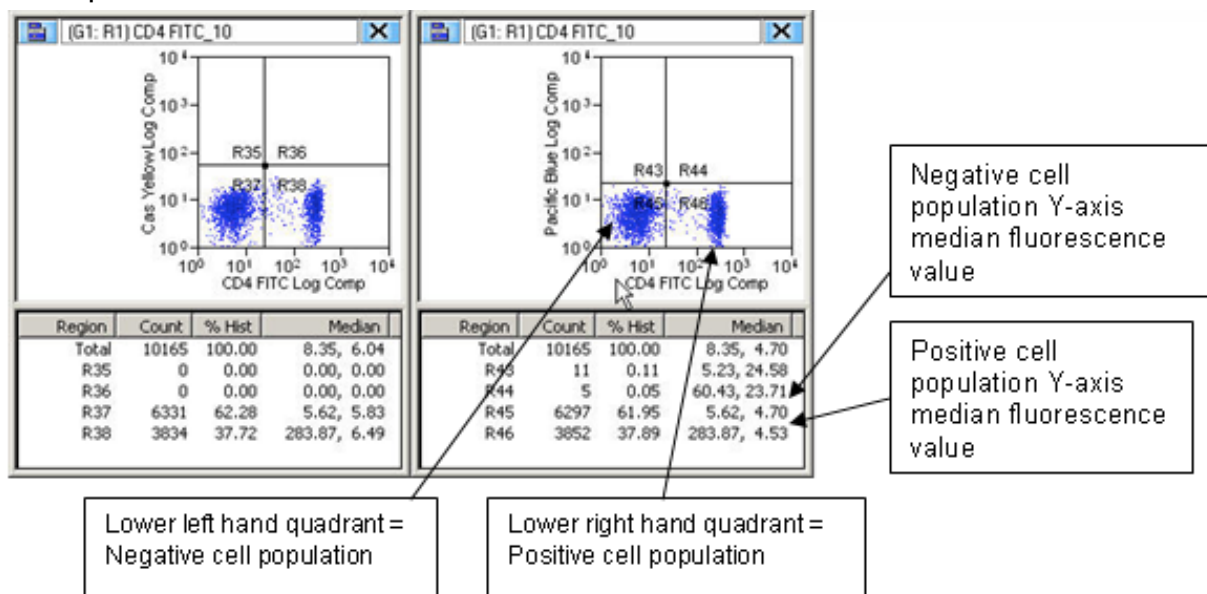 (G1: R1) CD4 FITC_10
10⁴
10³
10²
10¹
10⁰
Cas Yellow Log Comp
R35 R36
R37 R38
10⁰ 10¹ 10² 10³ 10⁴
CD4 FITC Log Comp
Region Count % Hist Median
Total 10165 100.00 8.35, 6.04
R35 0 0.00 0.00, 0.00
R36 0 0.00 0.00, 0.00
R37 6331 62.28 5.62, 5.83
R38 3834 37.72 283.87, 6.49
(G1: R1) CD4 FITC_10
10⁴
10³
10²
10¹
10⁰
Pacific Blue Log Comp
R43 R44
R45 R46
10⁰ 10¹ 10² 10³ 10⁴
CD4 FITC Log Comp
Region Count % Hist Median
Total 10165 100.00 8.35, 4.70
R43 11 0.11 5.23, 24.58
R44 5 0.05 60.43, 23.71
R45 6297 61.95 5.62, 4.70
R46 3852 37.89 283.87, 4.53
Negative cell
population Y-axis
median fluorescence
value
Positive cell
population Y-axis
median fluorescence
value
Lower left hand quadrant =
Negative cell population
Lower right hand quadrant =
Positive cell population